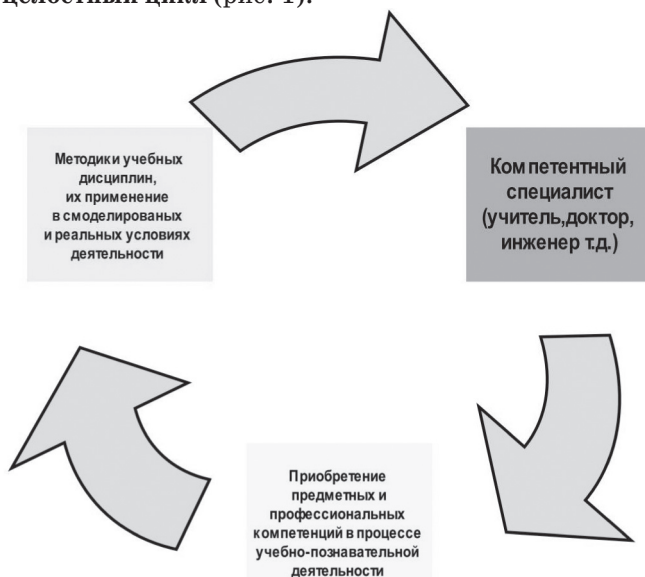 целостный цикл (рис. 1).
Методики учебных
дисциплин,
их применение
в смоделированых
и реальных условиях
деятельности
Компетентный
специалист
(учитель,доктор,
инженер т.д.)
Приобретение
предметных и
профессиональных
компетенций в процессе
учебно-познавательной
деятельности